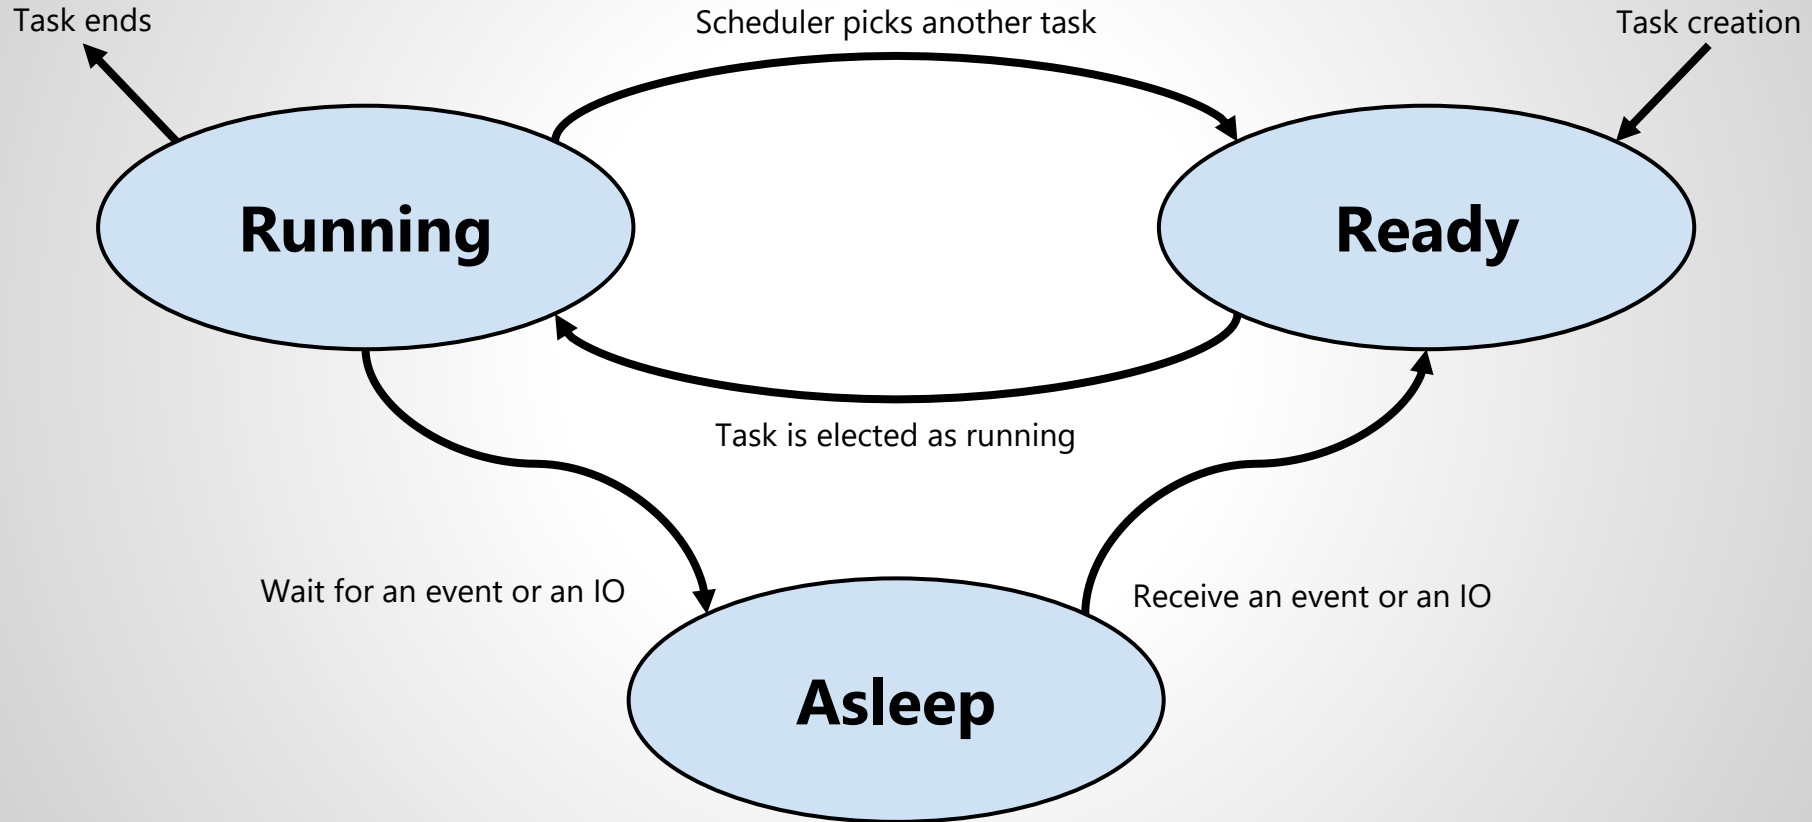 Task ends
Scheduler picks another task
Task creation
Running
Ready
Task is elected as running
Wait for an event or an IO
Receive an event or an IO
Asleep